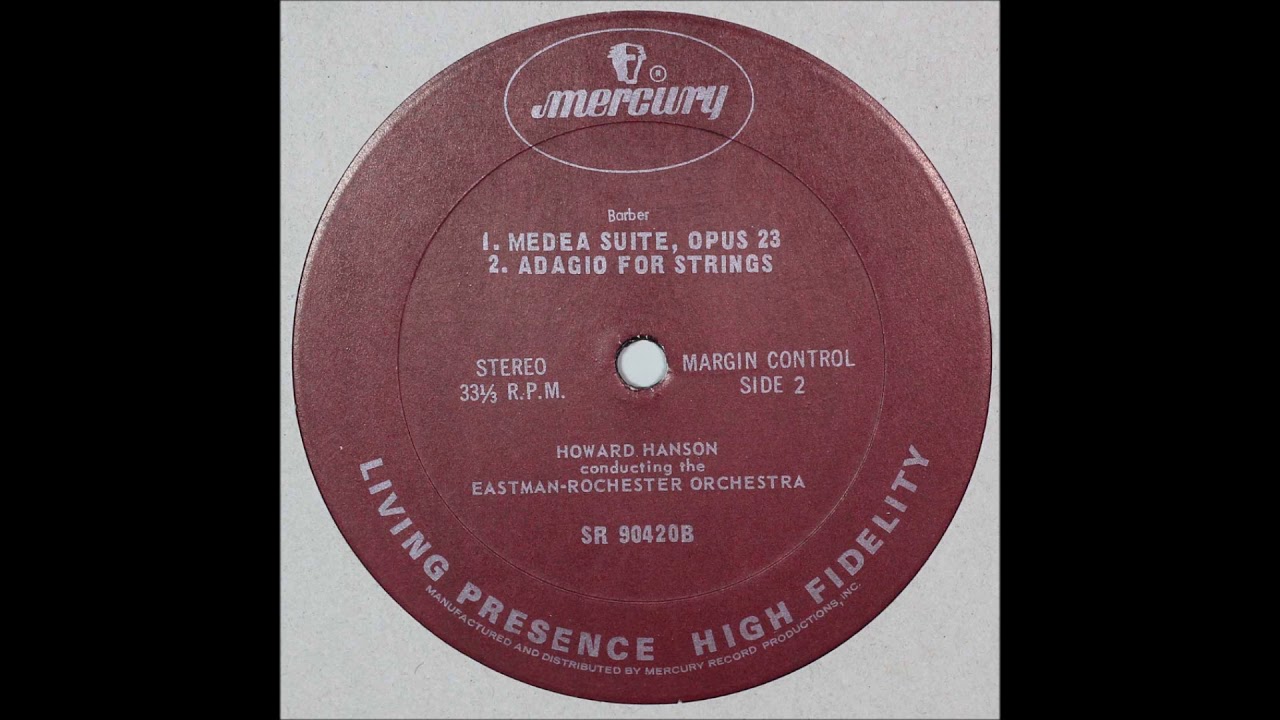 ®
mercury
Barber
1. MEDEA SUITE, OPUS 23
2. ADAGIO FOR STRINGS
STEREO
33⅓ R.P.M.
MARGIN CONTROL
SIDE 2
HOWARD HANSON
conducting the
EASTMAN-ROCHESTER ORCHESTRA
SR 90420B
LIVING PRESENCE HIGH FIDELITY
MANUFACTURED AND DISTRIBUTED BY MERCURY RECORD PRODUCTIONS, INC.